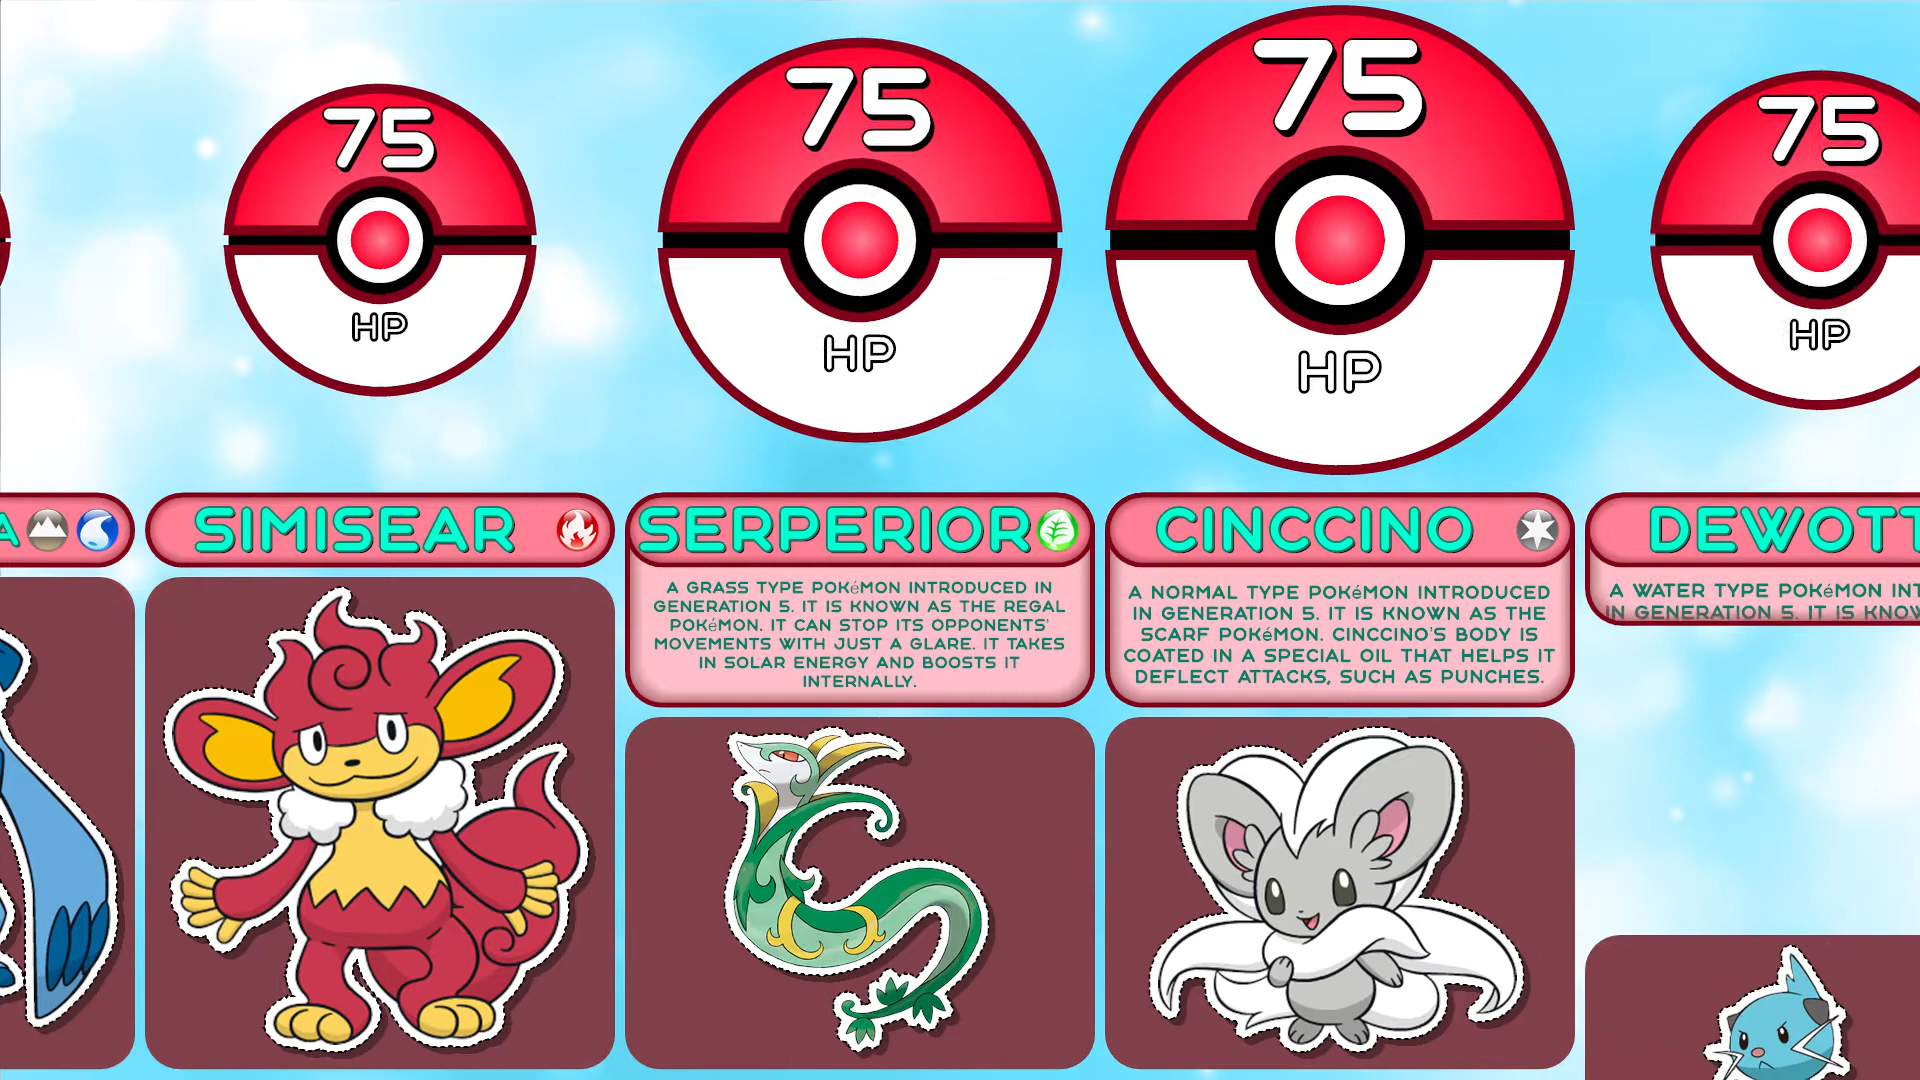 75
HP
75
HP
75
HP
75
HP
A
SIMISEAR
SERPERIOR
A GRASS TYPE POKéMON INTRODUCED IN
GENERATION 5. IT IS KNOWN AS THE REGAL
POKéMON. IT CAN STOP ITS OPPONENTS'
MOVEMENTS WITH JUST A GLARE. IT TAKES
IN SOLAR ENERGY AND BOOSTS IT
INTERNALLY.
CINCCINO
A NORMAL TYPE POKéMON INTRODUCED
IN GENERATION 5. IT IS KNOWN AS THE
SCARF POKéMON. CINCCINO'S BODY IS
COATED IN A SPECIAL OIL THAT HELPS IT
DEFLECT ATTACKS, SUCH AS PUNCHES.
DEWOTT
A WATER TYPE POKéMON INT
IN GENERATION 5. IT IS KNOW